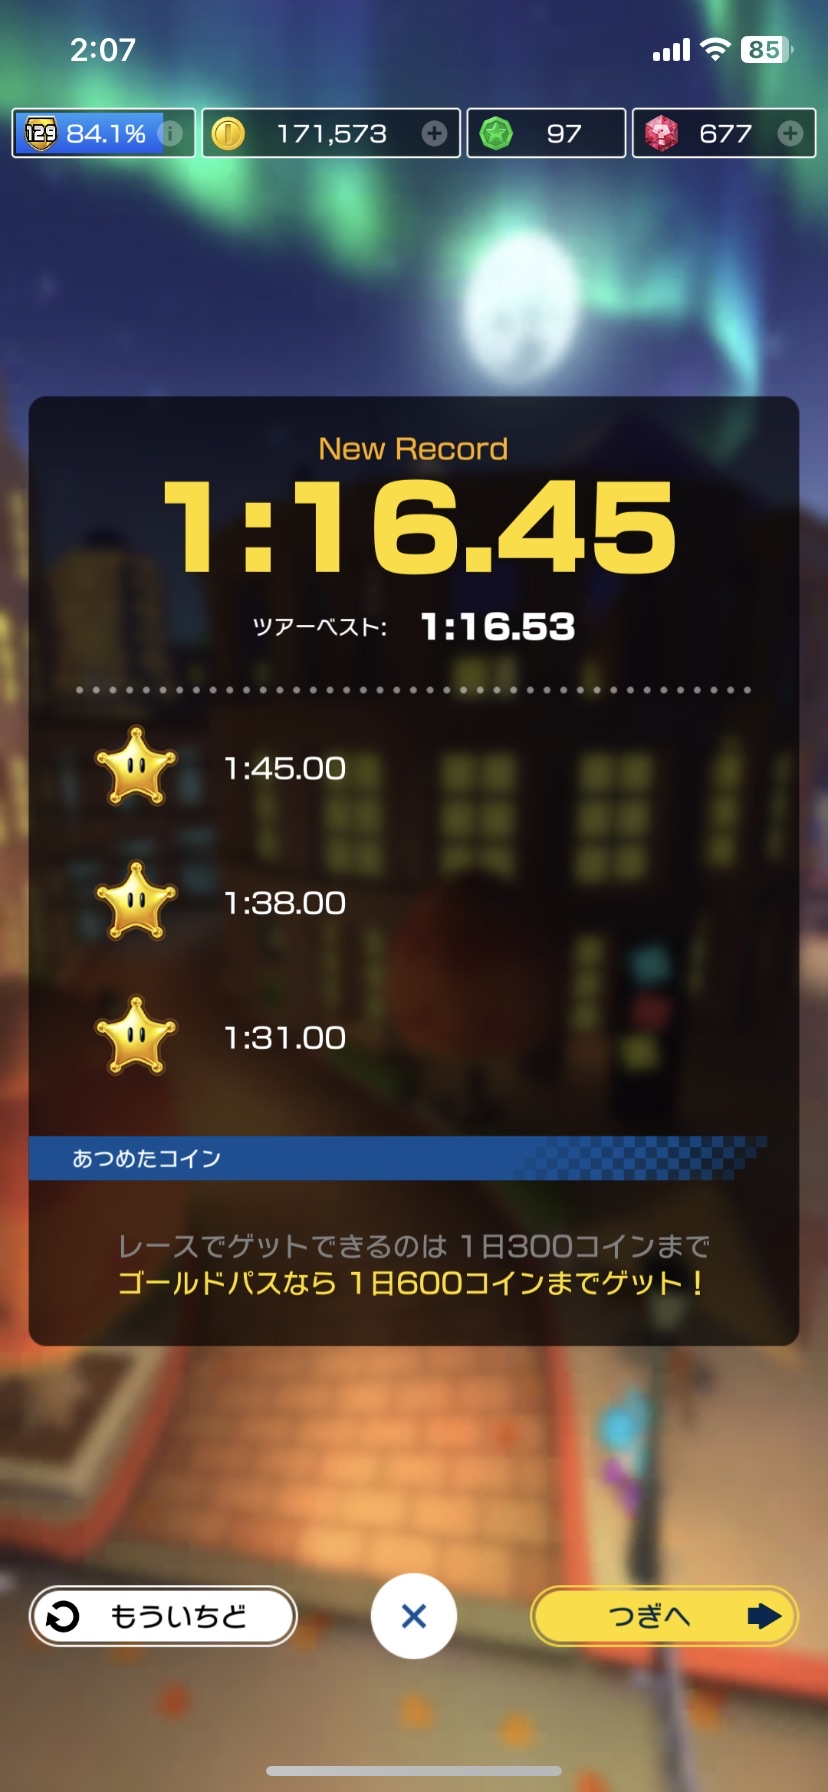 2:07
85
129 84.1%
171,573
97
677
New Record
1:16.45
ツアーベスト: 1:16.53
1:45.00
1:38.00
1:31.00
あつめたコイン
レースでゲットできるのは 1日300コインまで
ゴールドパスなら 1日600コインまでゲット！
もういちど
つぎへ